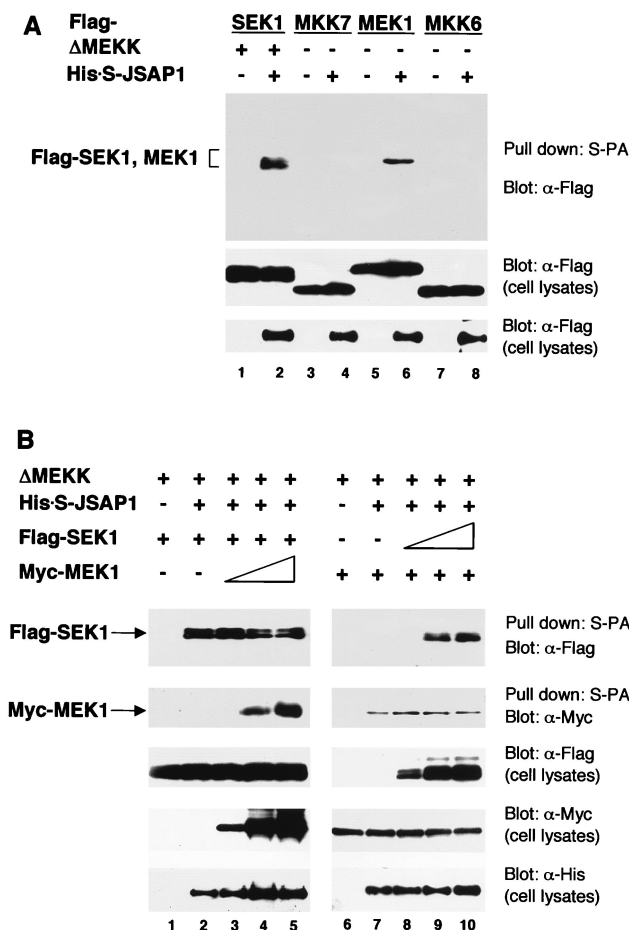 A
Flag- SEK1 MKK7 MEK1 MKK6
ΔMEKK + + - - - - - -
His·S-JSAP1 - + - + - + - +
Flag-SEK1, MEK1
Pull down: S-PA
Blot: α-Flag
Blot: α-Flag
(cell lysates)
Blot: α-Flag
(cell lysates)
1 2 3 4 5 6 7 8
B
ΔMEKK + + + + + + + + + +
His·S-JSAP1 - + + + + - + + + +
Flag-SEK1 + + + + + - -
Myc-MEK1 - - + + + + +
Flag-SEK1
Pull down: S-PA
Blot: α-Flag
Myc-MEK1
Pull down: S-PA
Blot: α-Myc
Blot: α-Flag
(cell lysates)
Blot: α-Myc
(cell lysates)
Blot: α-His
(cell lysates)
1 2 3 4 5 6 7 8 9 10